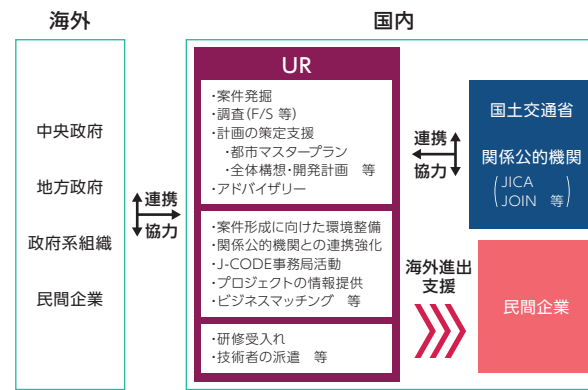 海外
中央政府
地方政府
政府系組織
民間企業
連携
協力
国内
UR
・案件発掘
・調査(F/S 等)
・計画の策定支援
・都市マスタープラン
・全体構想・開発計画 等
・アドバイザリー
・案件形成に向けた環境整備
・関係公的機関との連携強化
・J-CODE事務局活動
・プロジェクトの情報提供
・ビジネスマッチング 等
・研修受入れ
・技術者の派遣 等
連携
協力
国土交通省
関係公的機関
(JICA
JOIN 等)
海外進出
支援
民間企業